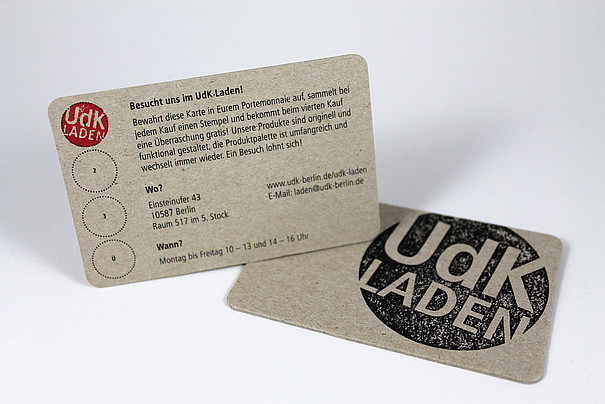 Besucht uns im UdK-Laden!
Bewahrt diese Karte in Eurem Portemonnaie auf, sammelt bei
jedem Kauf einen Stempel und bekommt beim vierten Kauf
eine Überraschung gratis! Unsere Produkte sind originell und
funktional gestaltet, die Produktpalette ist umfangreich und
wechselt immer wieder. Ein Besuch lohnt sich!
Wo?
Einsteinufer 43
10587 Berlin
Raum 517 im 5. Stock
www.udk-berlin.de/udk-laden
E-Mail: laden@udk-berlin.de
Wann?
Montag bis Freitag 10 – 13 und 14 – 16 Uhr
UdK
LADEN
2
3
0
UdK
LADEN